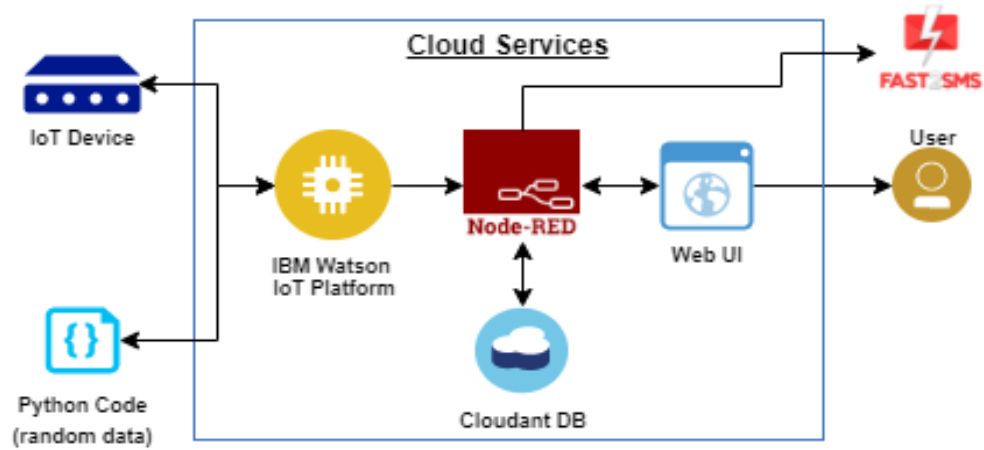 Cloud Services
FAST2SMS
IoT Device
User
Node-RED
Web UI
IBM Watson
IoT Platform
Python Code
(random data)
Cloudant DB
{}